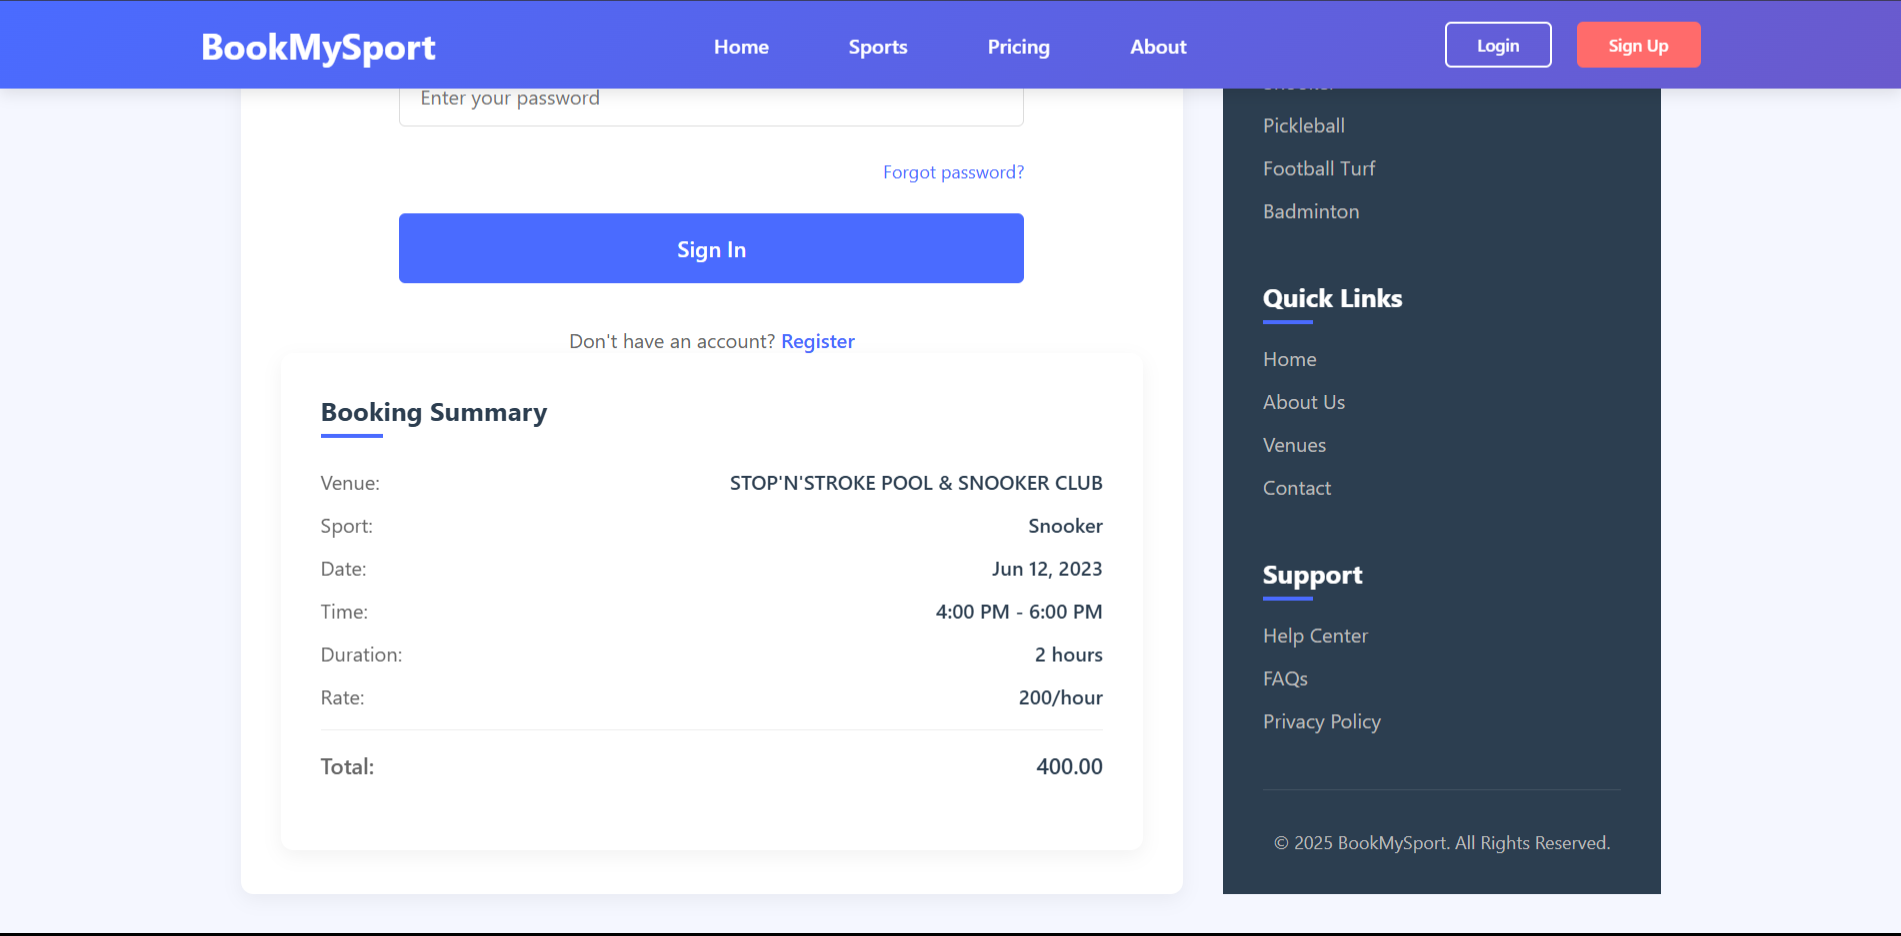 BookMySport
Home
Sports
Pricing
About
Login
Sign Up
Enter your password
Forgot password?
Sign In
Don't have an account? Register
Booking Summary
Venue: STOP'N'STROKE POOL & SNOOKER CLUB
Sport: Snooker
Date: Jun 12, 2023
Time: 4:00 PM - 6:00 PM
Duration: 2 hours
Rate: 200/hour
Total: 400.00
Pickleball
Football Turf
Badminton
Quick Links
Home
About Us
Venues
Contact
Support
Help Center
FAQs
Privacy Policy
© 2025 BookMySport. All Rights Reserved.